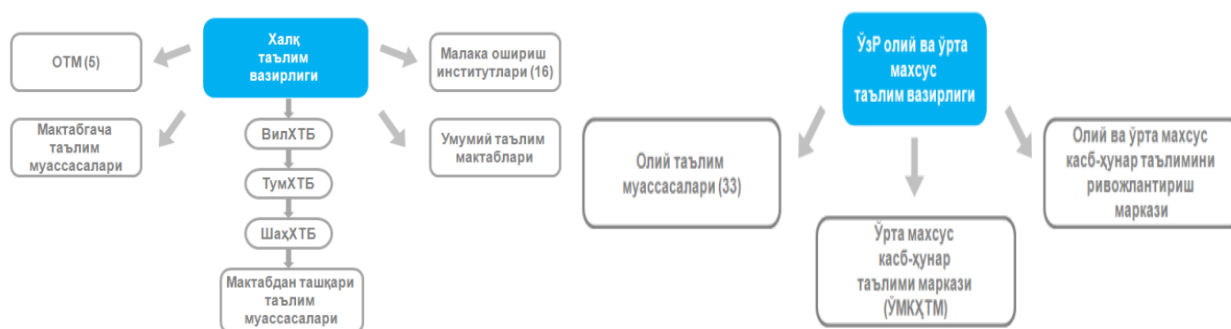 Халқ
таълим
вазирлиги
ОТМ (5)
Малака ошириш
институтлари (16)
Мактабгача
таълим
муассасалари
Умумий таълим
мактаблари
ВилХТБ
ТумХТБ
ШаҳХТБ
Мактабдан ташқари
таълим
муассасалари
ЎзР олий ва ўрта
махсус
таълим вазирлиги
Олий таълим
муассасалари (33)
Ўрта махсус
касб-ҳунар
таълими маркази
(ЎМКҲТМ)
Олий ва ўрта махсус
касб-ҳунар таълимини
ривожлантириш
маркази